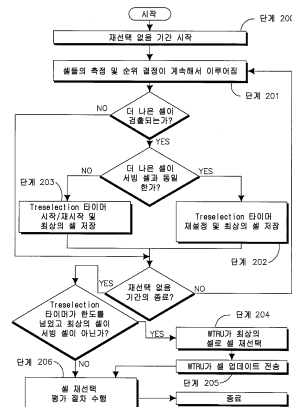 시작
단계 200
재선택 없음 기간 시작
셀들의 측정 및 순위 결정이 계속해서 이루어짐
단계 201
NO
더 나은 셀이
검출되는가?
YES
단계 203
NO
더 나은 셀이
서빙 셀과 동일
한가?
YES
Treselection 타이머
시작/재시작 및
최상의 셀 저장
Treselection 타이머
재설정 및 최상의 셀 저장
단계 202
YES
재선택 없음
기간의 종료?
NO
Treselection
타이머가 한도를
넘었고 최상의 셀이
서빙 셀이 아닌가?
YES
단계 204
WTRU가 최상의
셀로 셀 재선택
단계 206
NO
WTRU가 셀 업데이트 전송
단계 205
셀 재선택
평가 절차 수행
종료